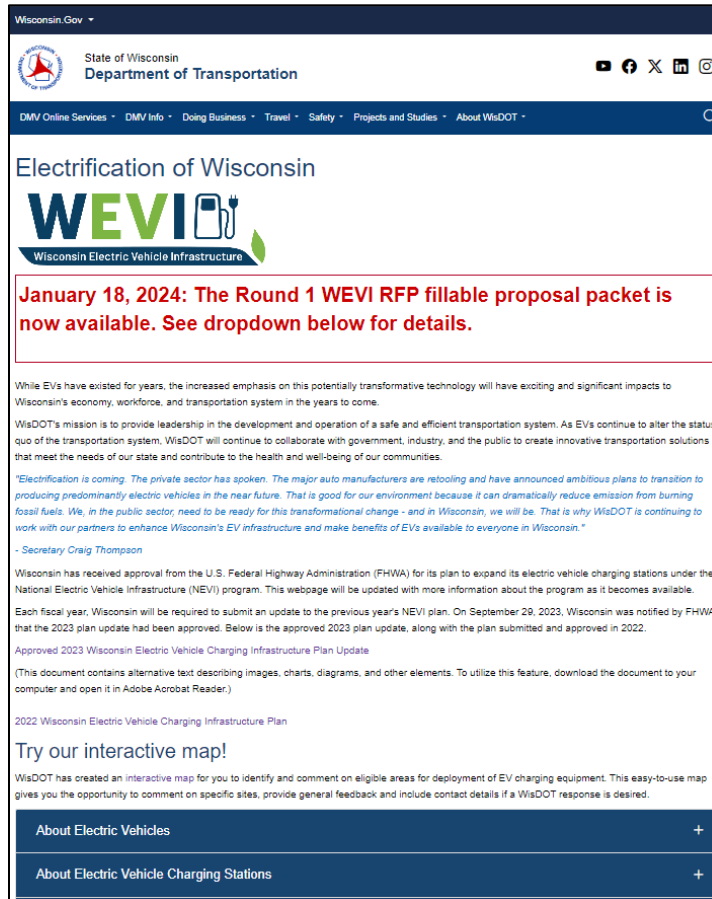 Wisconsin.Gov
State of Wisconsin
Department of Transportation
DMV Online Services DMV Info Doing Business Travel Safety Projects and Studies About WisDOT
Electrification of Wisconsin
WEVI
Wisconsin Electric Vehicle Infrastructure
January 18, 2024: The Round 1 WEVI RFP fillable proposal packet is
now available. See dropdown below for details.
While EVs have existed for years, the increased emphasis on this potentially transformative technology will have exciting and significant impacts to
Wisconsin's economy, workforce, and transportation system in the years to come.
WisDOT's mission is to provide leadership in the development and operation of a safe and efficient transportation system. As EVs continue to alter the status
quo of the transportation system, WisDOT will continue to collaborate with government, industry, and the public to create innovative transportation solutions
that meet the needs of our state and contribute to the health and well-being of our communities.
"Electrification is coming. The private sector has spoken. The major auto manufacturers are retooling and have announced ambitious plans to transition to
producing predominantly electric vehicles in the near future. That is good for our environment because it can dramatically reduce emission from burning
fossil fuels. We, in the public sector, need to be ready for this transformational change - and in Wisconsin, we will be. That is why WisDOT is continuing to
work with our partners to enhance Wisconsin's EV infrastructure and make benefits of EVs available to everyone in Wisconsin."
- Secretary Craig Thompson
Wisconsin has received approval from the U.S. Federal Highway Administration (FHWA) for its plan to expand its electric vehicle charging stations under the
National Electric Vehicle Infrastructure (NEVI) program. This webpage will be updated with more information about the program as it becomes available.
Each fiscal year, Wisconsin will be required to submit an update to the previous year's NEVI plan. On September 29, 2023, Wisconsin was notified by FHWA
that the 2023 plan update had been approved. Below is the approved 2023 plan update, along with the plan submitted and approved in 2022.
Approved 2023 Wisconsin Electric Vehicle Charging Infrastructure Plan Update
(This document contains alternative text describing images, charts, diagrams, and other elements. To utilize this feature, download the document to your
computer and open it in Adobe Acrobat Reader.)
2022 Wisconsin Electric Vehicle Charging Infrastructure Plan
Try our interactive map!
WisDOT has created an interactive map for you to identify and comment on eligible areas for deployment of EV charging equipment. This easy-to-use map
gives you the opportunity to comment on specific sites, provide general feedback and include contact details if a WisDOT response is desired.
About Electric Vehicles +
About Electric Vehicle Charging Stations +